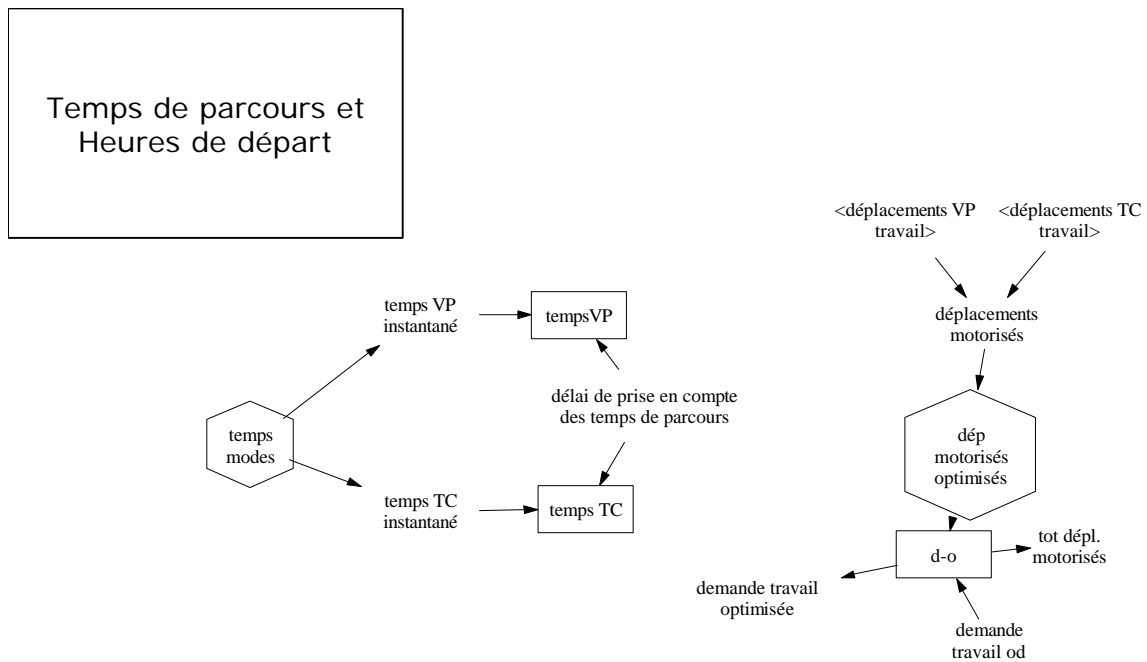 Temps de parcours et
Heures de départ
<déplacements VP
travail>
<déplacements TC
travail>
temps VP
instantané
tempsVP
déplacements
motorisés
délai de prise en compte
des temps de parcours
temps
modes
dép
motorisés
optimisés
temps TC
instantané
temps TC
d-o
tot dépl.
motorisés
demande travail
optimisée
demande
travail od